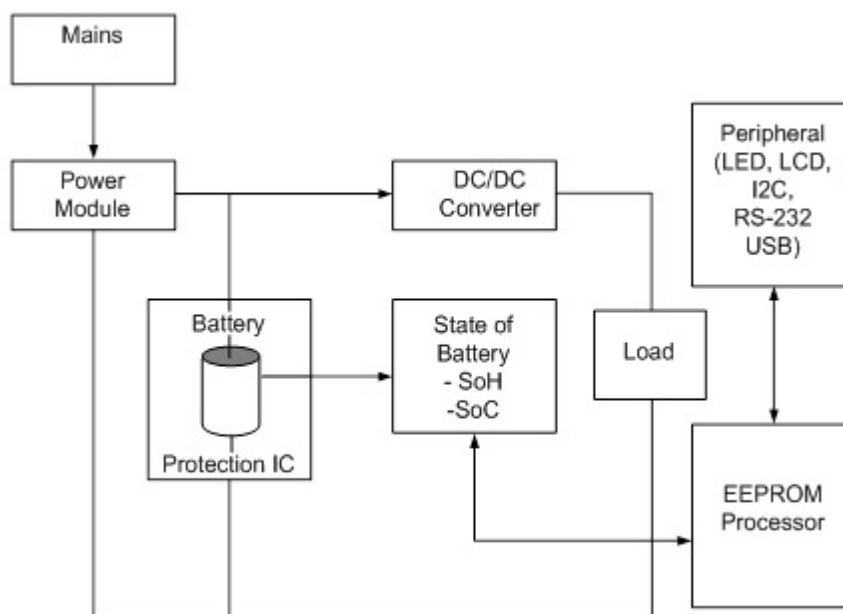 Mains
Power
Module
DC/DC
Converter
Peripheral
(LED, LCD,
I2C,
RS-232
USB)
Battery
Protection IC
State of
Battery
- SoH
-SoC
Load
EEPROM
Processor